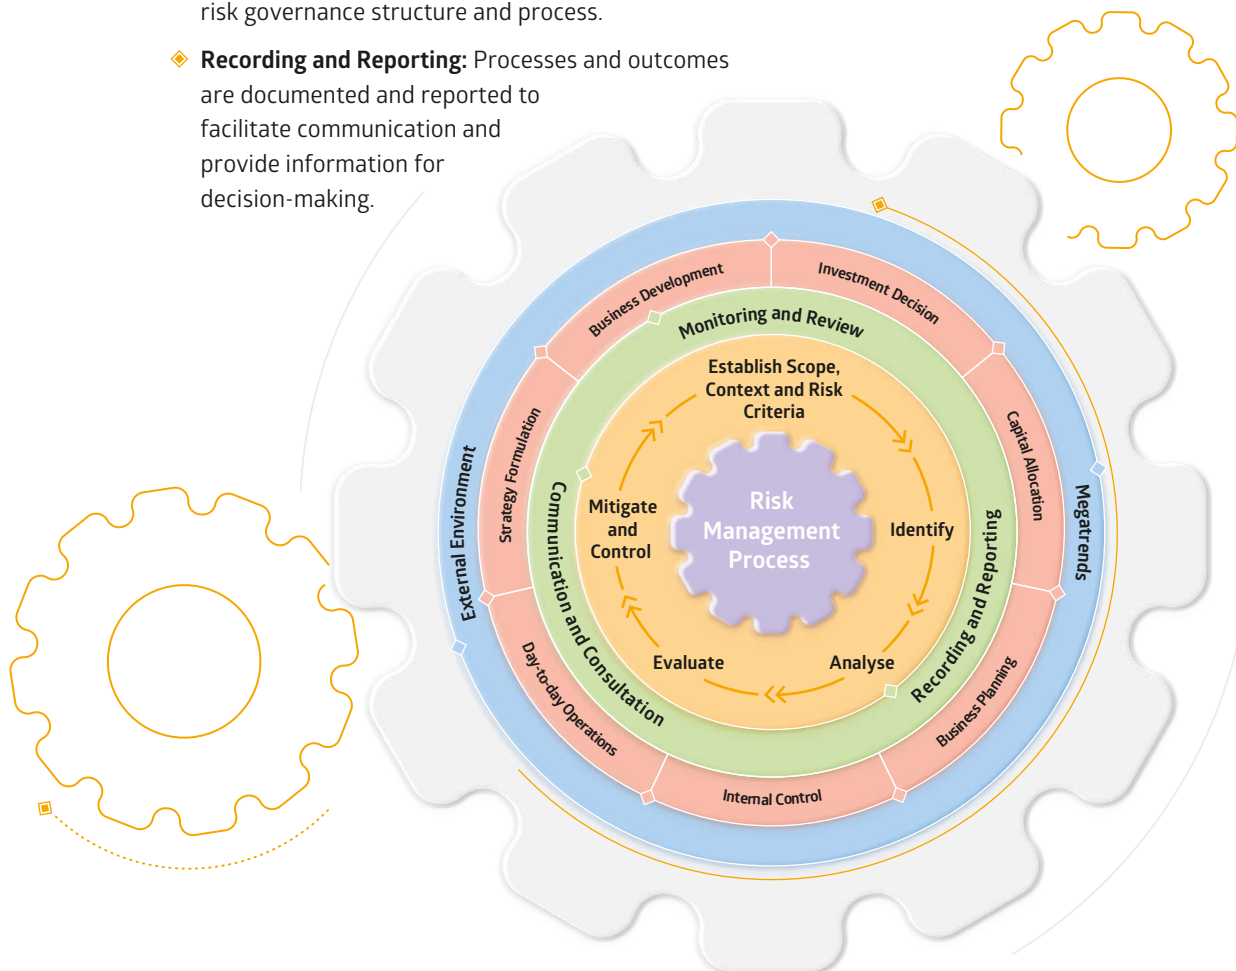 risk governance structure and process.
Recording and Reporting: Processes and outcomes
are documented and reported to
facilitate communication and
provide information for
decision-making.
Business Development
Investment Decision
Monitoring and Review
Establish Scope,
Context and Risk
Criteria
Strategy Formulation
Capital Allocation
External Environment
Megatrends
Communication and Consultation
Mitigate
and
Control
Risk
Management
Process
Identify
Recording and Reporting
Evaluate
Analyse
Day-to-day Operations
Business Planning
Internal Control